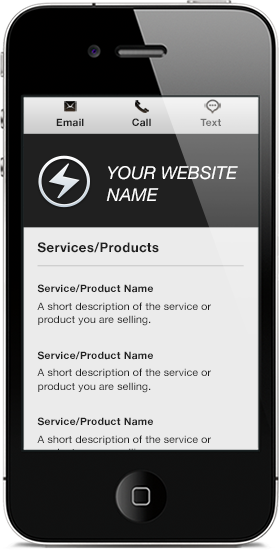 Email Call Text
YOUR WEBSITE
NAME
Services/Products
Service/Product Name
A short description of the service or
product you are selling.
Service/Product Name
A short description of the service or
product you are selling.
Service/Product Name
A short description of the service or